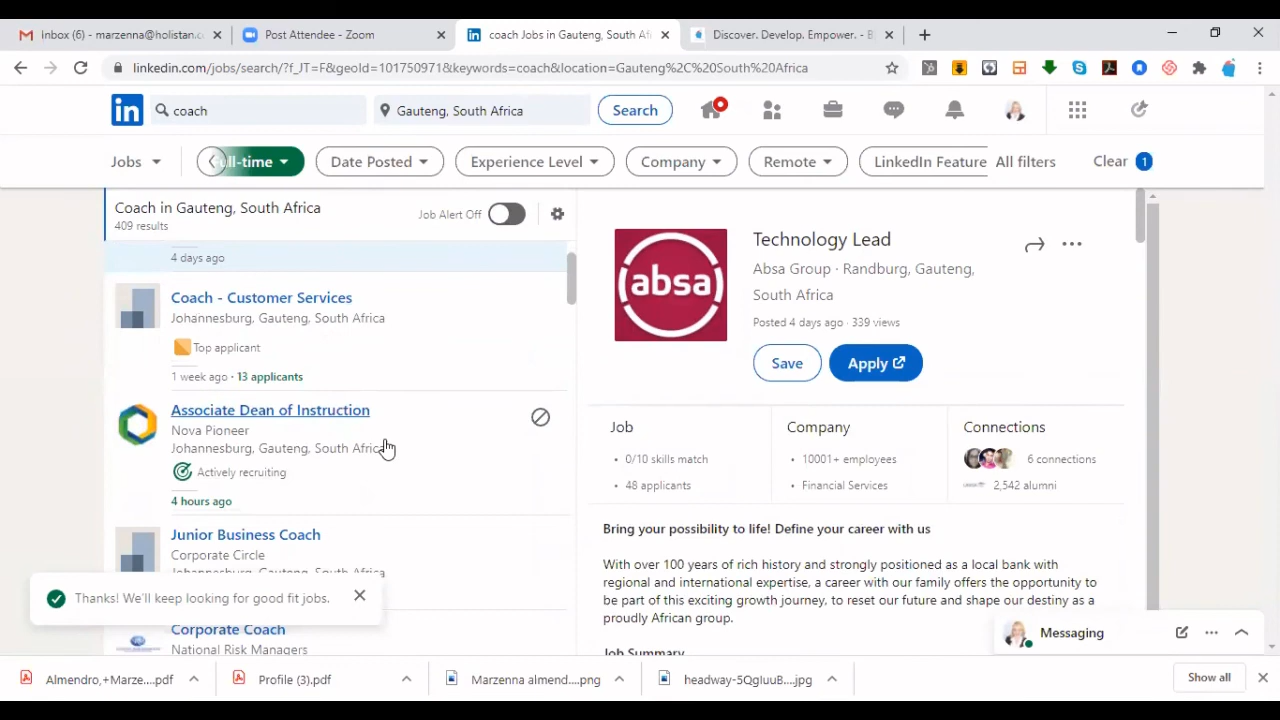 Inbox (6) - marzenna@holistan.c
Post Attendee - Zoom
coach Jobs in Gauteng, South Af
Discover. Develop. Empower. - B
linkedin.com/jobs/search/?f_JT=F&geoId=101750971&keywords=coach&location=Gauteng%2C%20South%20Africa
in
coach
Gauteng, South Africa
Search
Jobs
ull-time
Date Posted
Experience Level
Company
Remote
LinkedIn Feature
All filters
Clear
1
Coach in Gauteng, South Africa
409 results
Job Alert Off
4 days ago
Coach - Customer Services
Johannesburg, Gauteng, South Africa
Top applicant
1 week ago · 13 applicants
Associate Dean of Instruction
Nova Pioneer
Johannesburg, Gauteng, South Africa
Actively recruiting
4 hours ago
Junior Business Coach
Corporate Circle
Johannesburg, Gauteng, South Africa
Thanks! We'll keep looking for good fit jobs.
Corporate Coach
National Risk Managers
absa
Technology Lead
Absa Group · Randburg, Gauteng,
South Africa
Posted 4 days ago · 339 views
Save
Apply
Job
Company
Connections
• 0/10 skills match
• 10001+ employees
6 connections
• 48 applicants
• Financial Services
2,542 alumni
Bring your possibility to life! Define your career with us
With over 100 years of rich history and strongly positioned as a local bank with
regional and international expertise, a career with our family offers the opportunity to
be part of this exciting growth journey, to reset our future and shape our destiny as a
proudly African group.
Job Summary
Messaging
Almendro,+Marze....pdf
Profile (3).pdf
Marzenna almend....png
headway-5QgIuuB....jpg
Show all